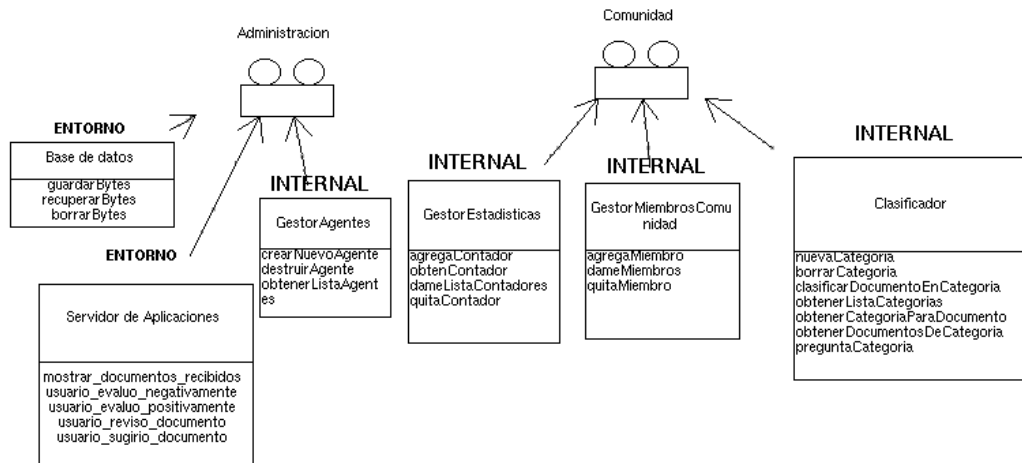 Administracion
Comunidad
ENTORNO
Base de datos
guardarBytes
recuperarBytes
borrarBytes
ENTORNO
Servidor de Aplicaciones
mostrar_documentos_recibidos
usuario_evaluo_negativamente
usuario_evaluo_positivamente
usuario_reviso_documento
usuario_sugirio_documento
INTERNAL
GestorAgentes
crearNuevoAgente
destruirAgente
obtenerListaAgent
es
INTERNAL
GestorEstadisticas
agregaContador
obtenContador
dameListaContadores
quitaContador
INTERNAL
GestorMiembrosComu
nidad
agregaMiembro
dameMiembros
quitaMiembro
INTERNAL
Clasificador
nuevaCategoria
borrarCategoria
clasificarDocumentoEnCategoria
obtenerListaCategorias
obtenerCategoriaParaDocumento
obtenerDocumentosDeCategoria
preguntaCategoria